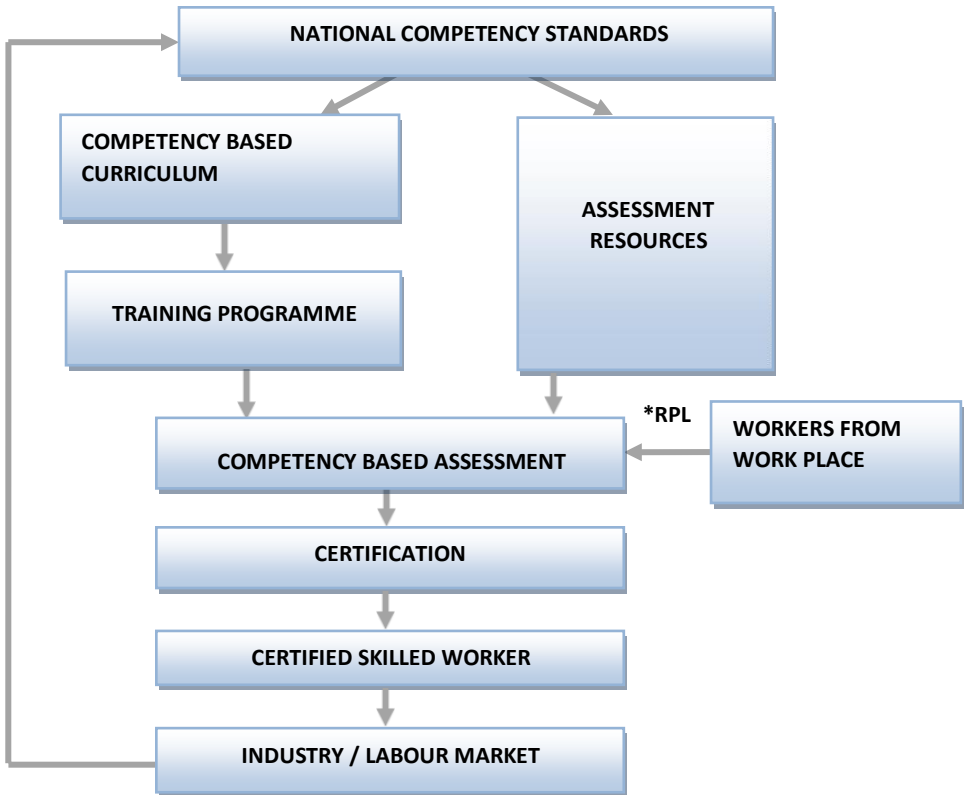 NATIONAL COMPETENCY STANDARDS
COMPETENCY BASED
CURRICULUM
ASSESSMENT
RESOURCES
TRAINING PROGRAMME
*RPL
WORKERS FROM
WORK PLACE
COMPETENCY BASED ASSESSMENT
CERTIFICATION
CERTIFIED SKILLED WORKER
INDUSTRY / LABOUR MARKET